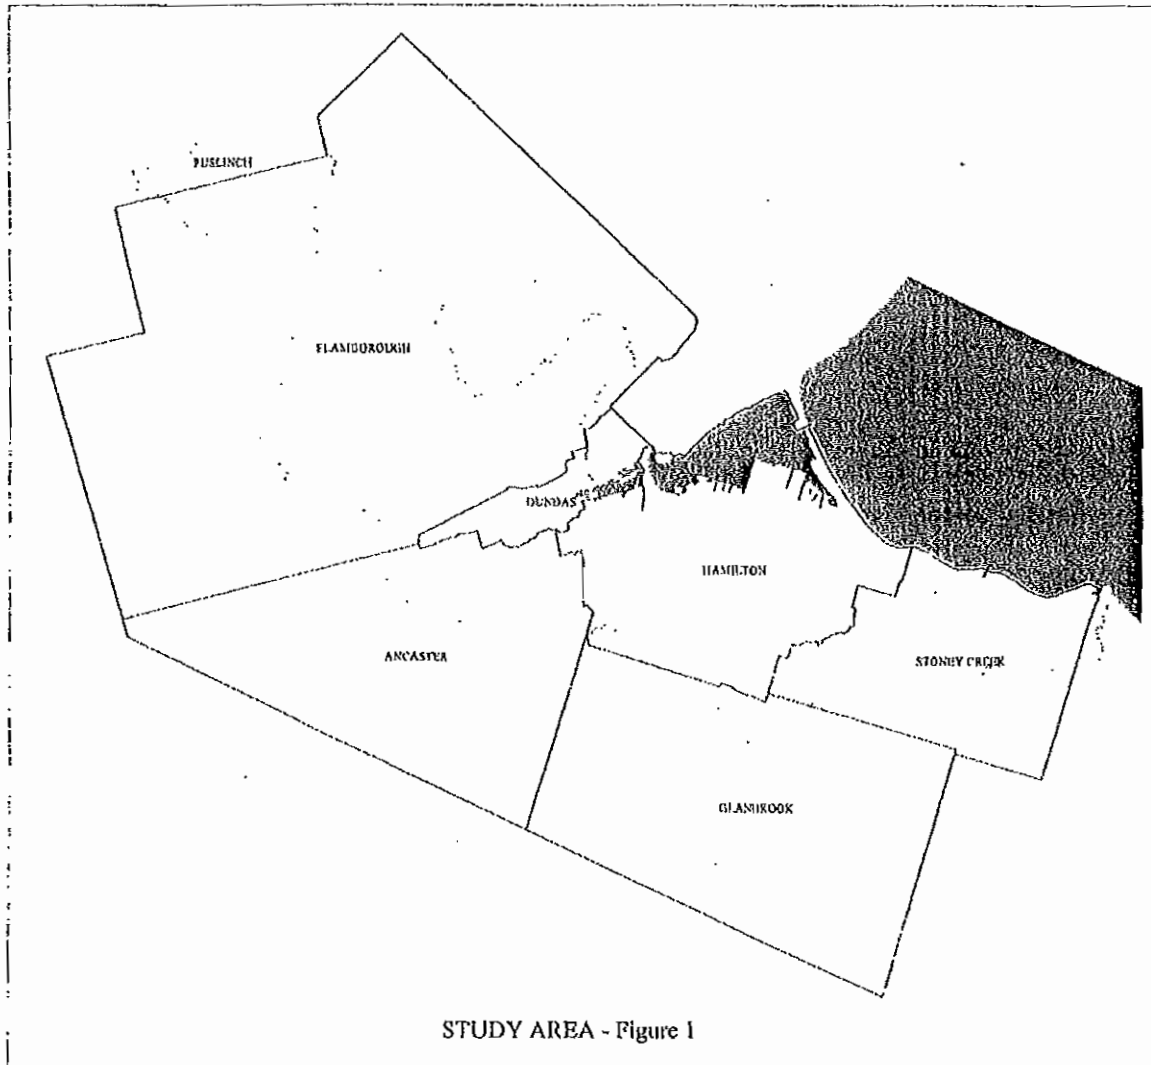 PUSLINCH
FLAMBOROUGH
DUNDAS
HAMILTON
ANCASTER
STONEY CREEK
GLANBROOK
STUDY AREA - Figure 1